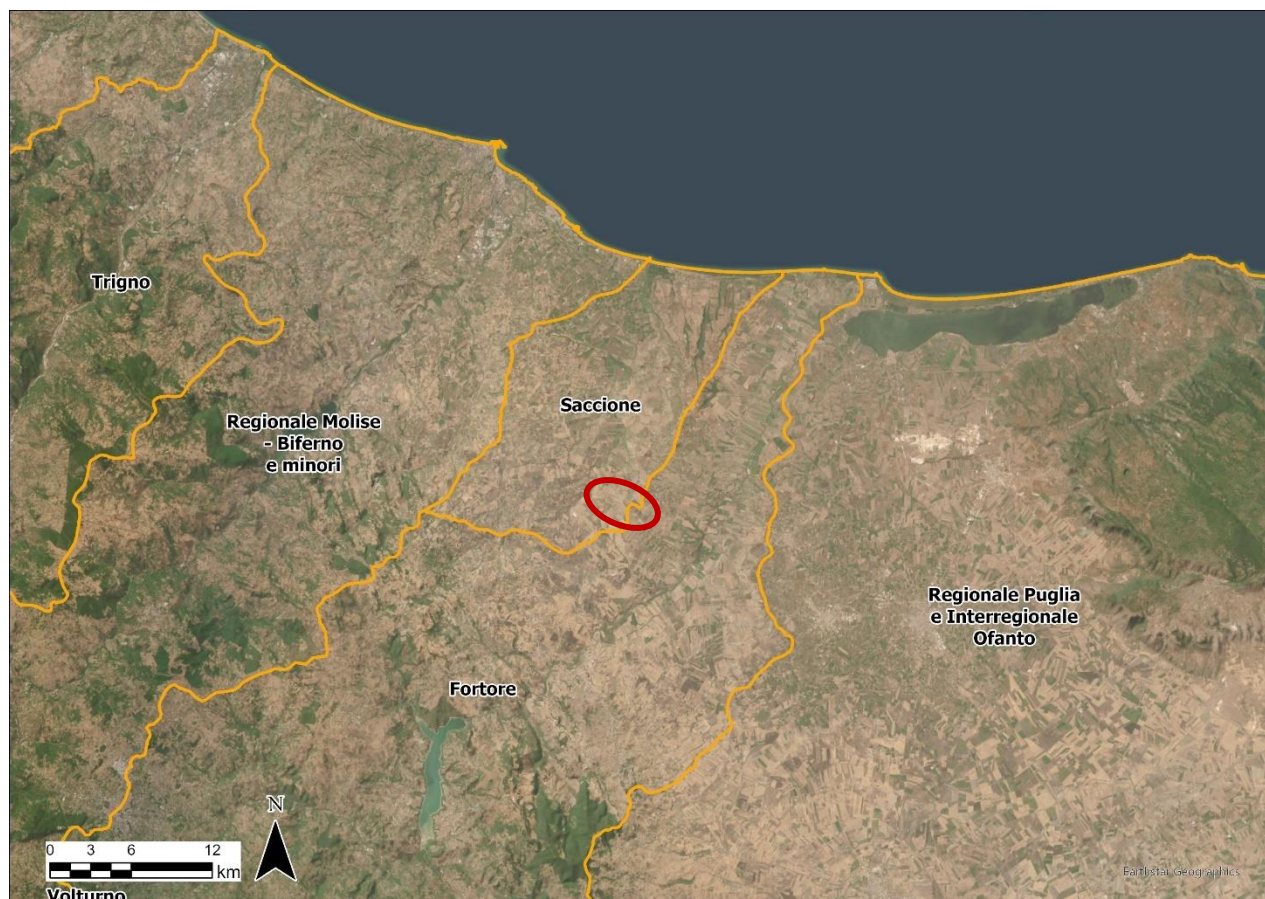 Trigno
Regionale Molise
- Biferno
e minori
Saccione
Regionale Puglia
e Interregionale
Ofanto
Fortore
N
0 3 6 12
km
Volturno
Earthstar Geographics